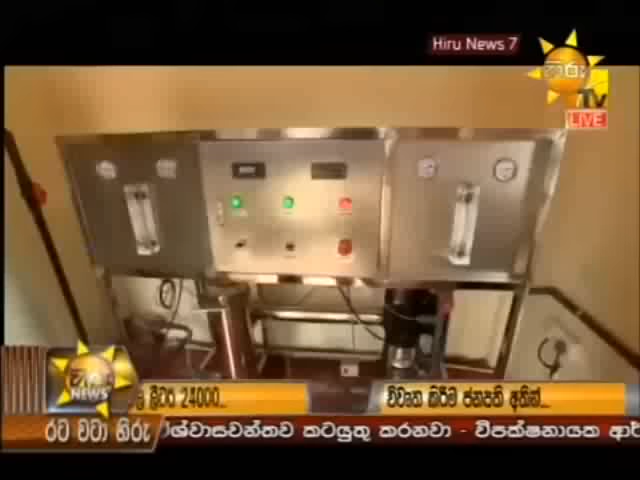 Hiru News 7
හිරු
Tv
LIVE
NEWS
ලීටර් 24000...
විවෘත කිරීම ජනපති අතින්...
රට වටා හිරු
විශ්වාසවන්තව කටයුතු කරනවා - විපක්ෂනායක